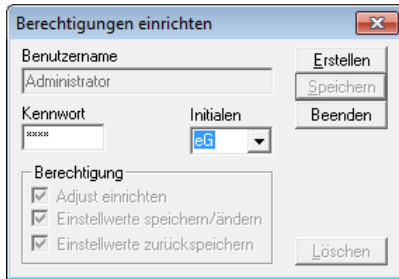 Berechtigungen einrichten
Benutzername
Erstellen
Administrator
Speichern
Kennwort
Initialen
Beenden
****
eG
Berechtigung
Adjust einrichten
Einstellwerte speichern/ändern
Einstellwerte zurückspeichern
Löschen